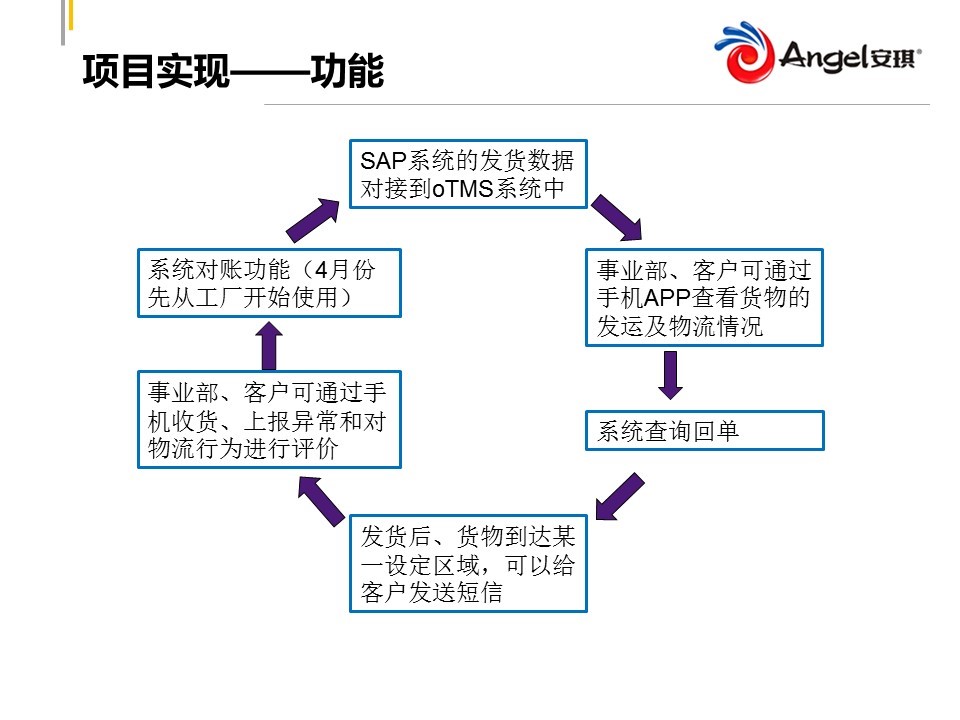 项目实现——功能
Angel安琪®
SAP系统的发货数据
对接到oTMS系统中
事业部、客户可通过
手机APP查看货物的
发运及物流情况
系统查询回单
发货后、货物到达某
一设定区域，可以给
客户发送短信
事业部、客户可通过手
机收货、上报异常和对
物流行为进行评价
系统对账功能（4月份
先从工厂开始使用）